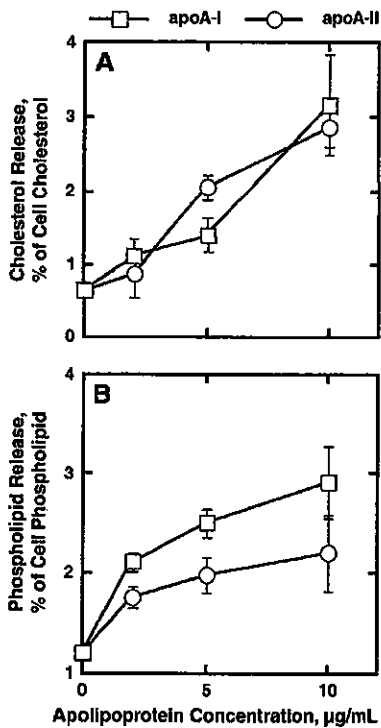 apoA-I apoA-II
A
Cholesterol Release,
% of Cell Cholesterol
4
3
2
1
0
B
Phospholipid Release,
% of Cell Phospholipid
4
3
2
1
0 5 10
Apolipoprotein Concentration, µg/mL